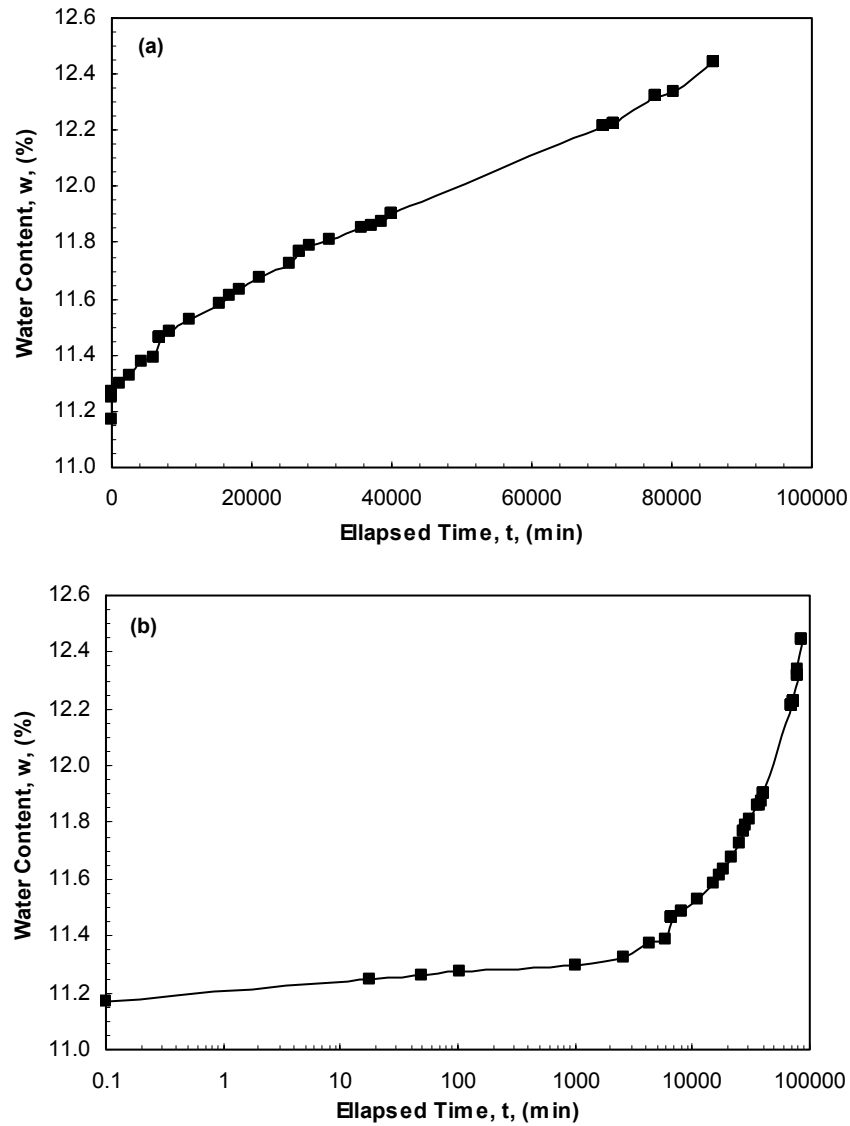 (a)
Water Content, w, (%)
12.6
12.4
12.2
12.0
11.8
11.6
11.4
11.2
11.0
0 20000 40000 60000 80000 100000
Ellapsed Time, t, (min)
(b)
Water Content, w, (%)
12.6
12.4
12.2
12.0
11.8
11.6
11.4
11.2
11.0
0.1 1 10 100 1000 10000 100000
Ellapsed Time, t, (min)